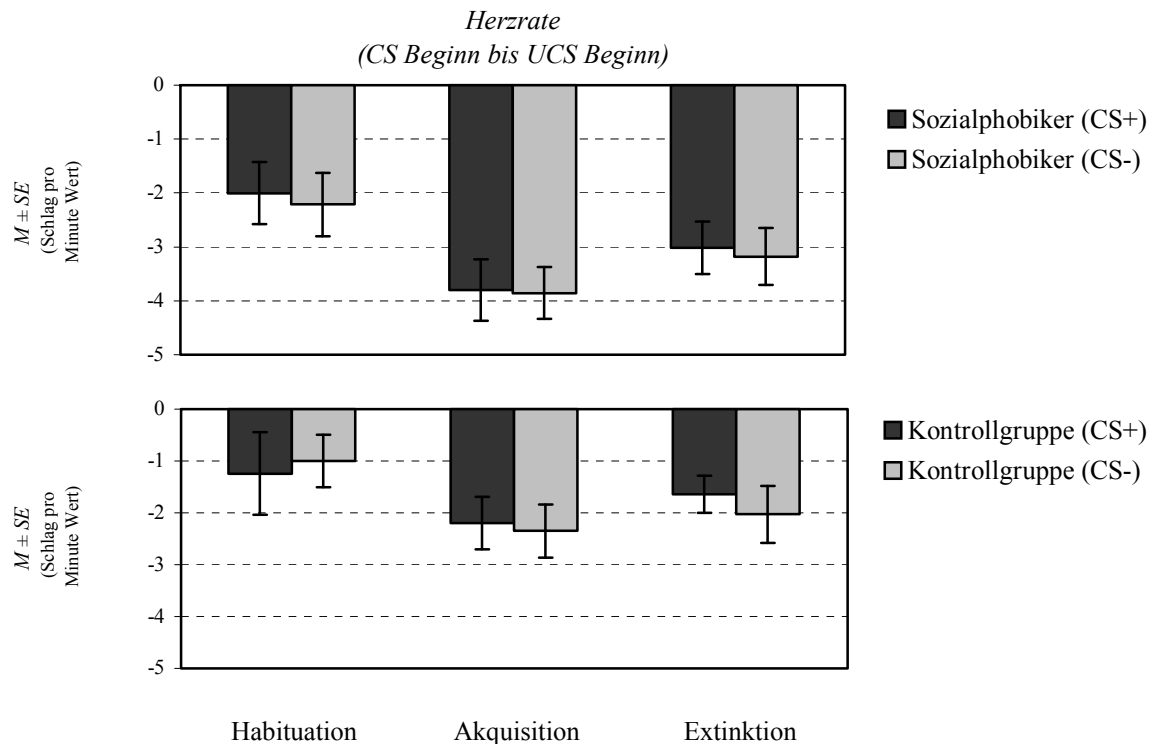 Herzrate
(CS Beginn bis UCS Beginn)
0
-1
-2
-3
-4
-5
M ± SE
(Schlag pro
Minute Wert)
Sozialphobiker (CS+)
Sozialphobiker (CS-)
0
-1
-2
-3
-4
-5
M ± SE
(Schlag pro
Minute Wert)
Kontrollgruppe (CS+)
Kontrollgruppe (CS-)
Habituation Akquisition Extinktion